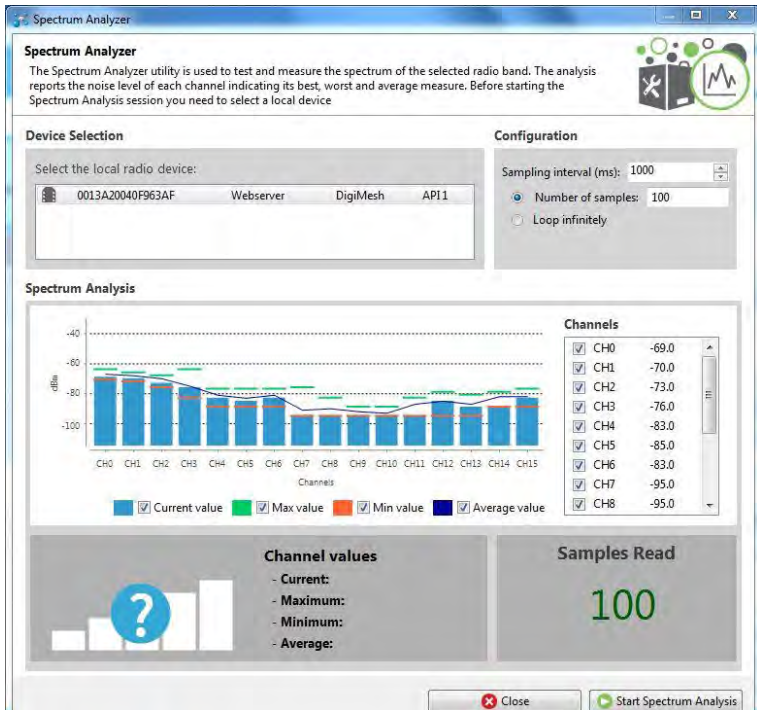 Spectrum Analyzer
Spectrum Analyzer
The Spectrum Analyzer utility is used to test and measure the spectrum of the selected radio band. The analysis
reports the noise level of each channel indicating its best, worst and average measure. Before starting the
Spectrum Analysis session you need to select a local device
Device Selection
Select the local radio device:
0013A20040F963AF Webserver DigiMesh API 1
Configuration
Sampling interval (ms): 1000
Number of samples: 100
Loop infinitely
Spectrum Analysis
-40
-60
-80
-100
dBm
CH0 CH1 CH2 CH3 CH4 CH5 CH6 CH7 CH8 CH9 CH10 CH11 CH12 CH13 CH14 CH15
Channels
Current value Max value Min value Average value
Channels
CH0 -69.0
CH1 -70.0
CH2 -73.0
CH3 -76.0
CH4 -83.0
CH5 -85.0
CH6 -83.0
CH7 -95.0
CH8 -95.0
?
Channel values
- Current:
- Maximum:
- Minimum:
- Average:
Samples Read
100
Close
Start Spectrum Analysis